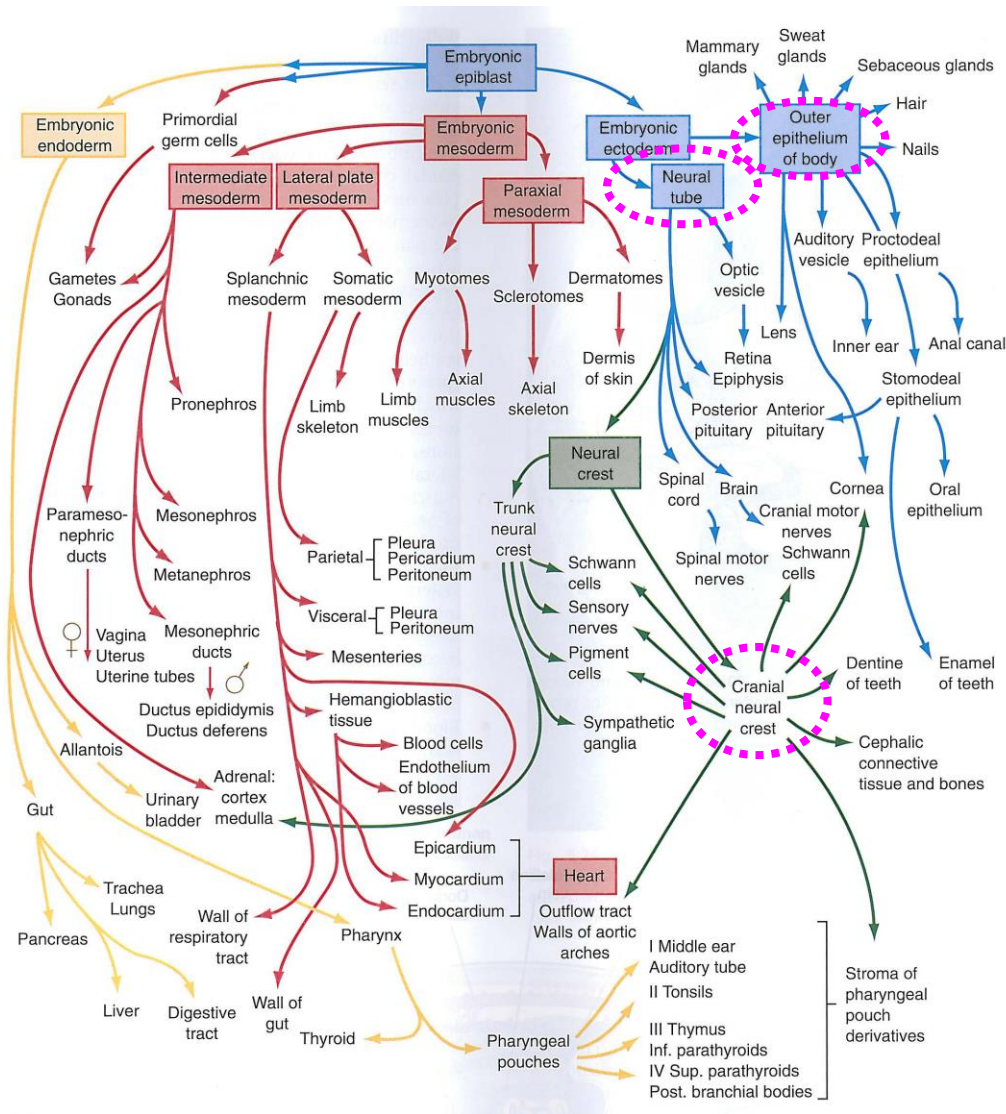 Embryonic
epiblast
Mammary
glands
Sweat
glands
Sebaceous glands
Hair
Nails
Outer
epithelium
of body
Embryonic
endoderm
Primordial
germ cells
Embryonic
mesoderm
Embryonic
ectoderm
Neural
tube
Intermediate
mesoderm
Lateral plate
mesoderm
Paraxial
mesoderm
Gametes
Gonads
Splanchnic
mesoderm
Somatic
mesoderm
Myotomes
Sclerotomes
Dermatomes
Optic
vesicle
Auditory
vesicle
Proctodeal
epithelium
Lens
Inner ear
Anal canal
Pronephros
Limb
skeleton
Limb
muscles
Axial
muscles
Axial
skeleton
Dermis
of skin
Retina
Epiphysis
Posterior
pituitary
Anterior
pituitary
Stomodeal
epithelium
Neural
crest
Spinal
cord
Brain
Cornea
Oral
epithelium
Parameso-
nephric
ducts
Mesonephros
Metanephros
Parietal
Pleura
Pericardium
Peritoneum
Trunk
neural
crest
Cranial motor
nerves
Spinal motor
nerves
Schwann
cells
Schwann
cells
Sensory
nerves
Pigment
cells
♀
Vagina
Uterus
Uterine tubes
Mesonephric
ducts
♂
Ductus epididymis
Ductus deferens
Visceral
Pleura
Peritoneum
Mesenteries
Hemangioblastic
tissue
Blood cells
Endothelium
of blood
vessels
Sympathetic
ganglia
Cranial
neural
crest
Dentine
of teeth
Enamel
of teeth
Cephalic
connective
tissue and bones
Allantois
Gut
Urinary
bladder
Adrenal:
cortex
medulla
Epicardium
Myocardium
Endocardium
Heart
Outflow tract
Walls of aortic
arches
Trachea
Lungs
Pancreas
Liver
Digestive
tract
Wall of
respiratory
tract
Wall of
gut
Pharynx
Thyroid
Pharyngeal
pouches
I Middle ear
Auditory tube
II Tonsils
III Thymus
Inf. parathyroids
IV Sup. parathyroids
Post. branchial bodies
Stroma of
pharyngeal
pouch
derivatives